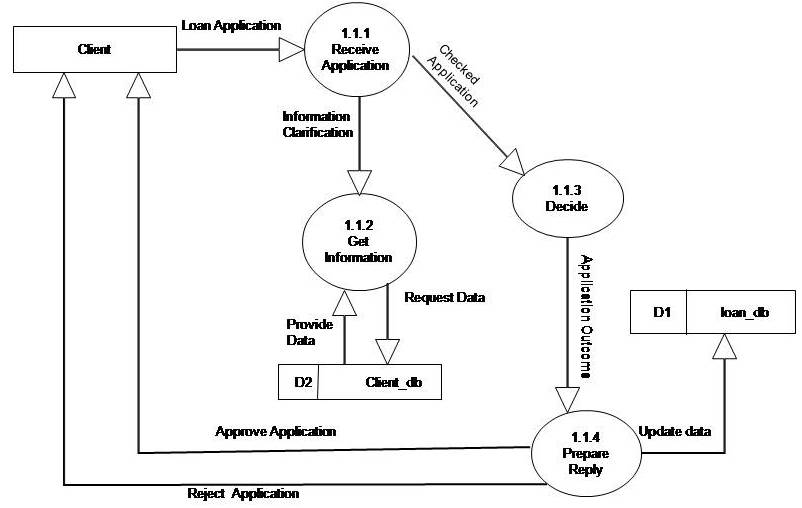 Loan Application
Client
1.1.1
Receive
Application
Checked
Application
Information
Clarification
1.1.3
Decide
1.1.2
Get
Information
Application Outcome
Request Data
Provide
Data
D1
loan_db
D2
Client_db
Approve Application
1.1.4
Prepare
Reply
Update data
Reject Application